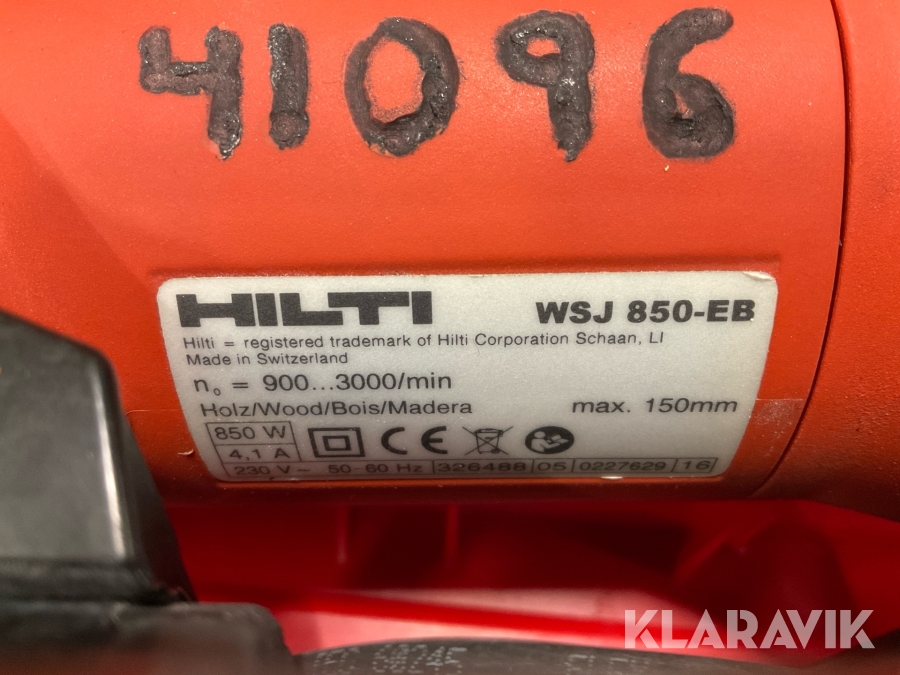 41096
HILTI WSJ 850-EB
Hilti = registered trademark of Hilti Corporation Schaan, LI
Made in Switzerland
n₀ = 900...3000/min
Holz/Wood/Bois/Madera max. 150mm
850 W
4,1 A CE
230 V~ 50-60 Hz 326488 05 0227629 16
KLARAVIK